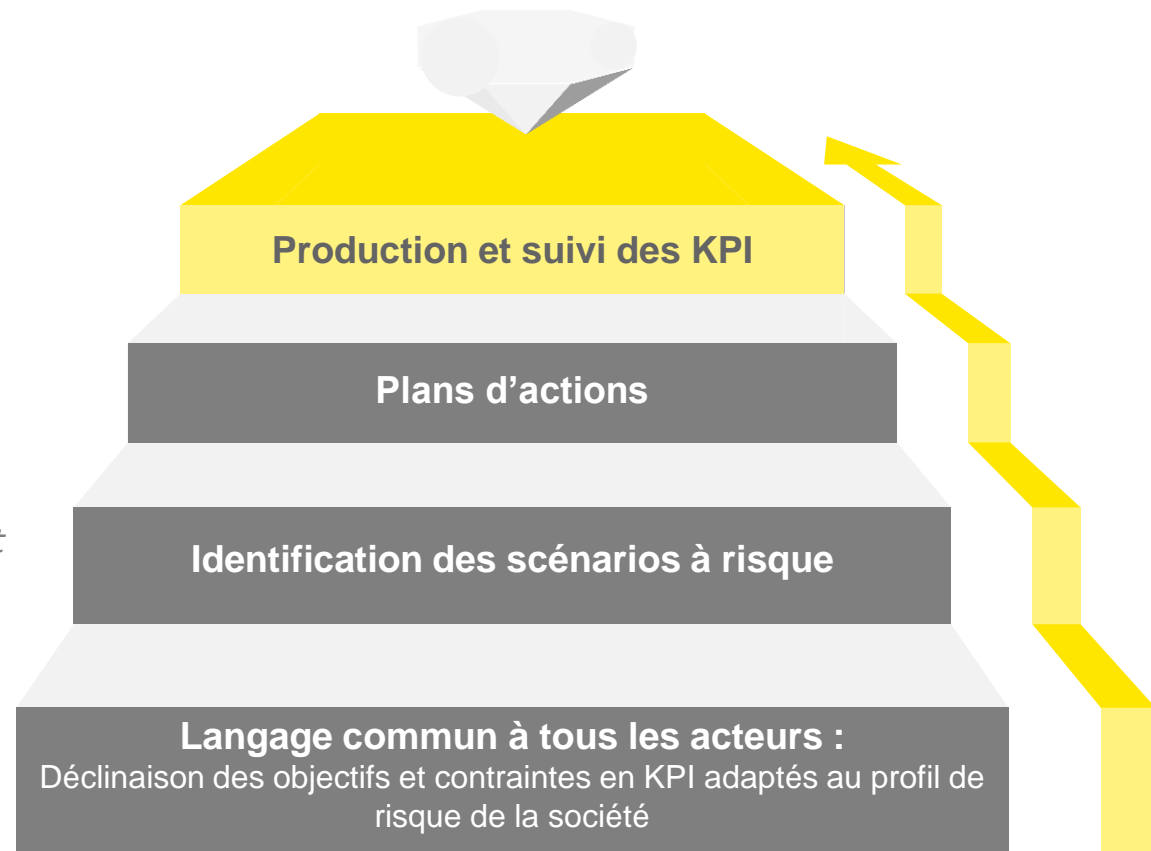 Production et suivi des KPI
Plans d’actions
Identification des scénarios à risque
Langage commun à tous les acteurs :
Déclinaison des objectifs et contraintes en KPI adaptés au profil de
risque de la société